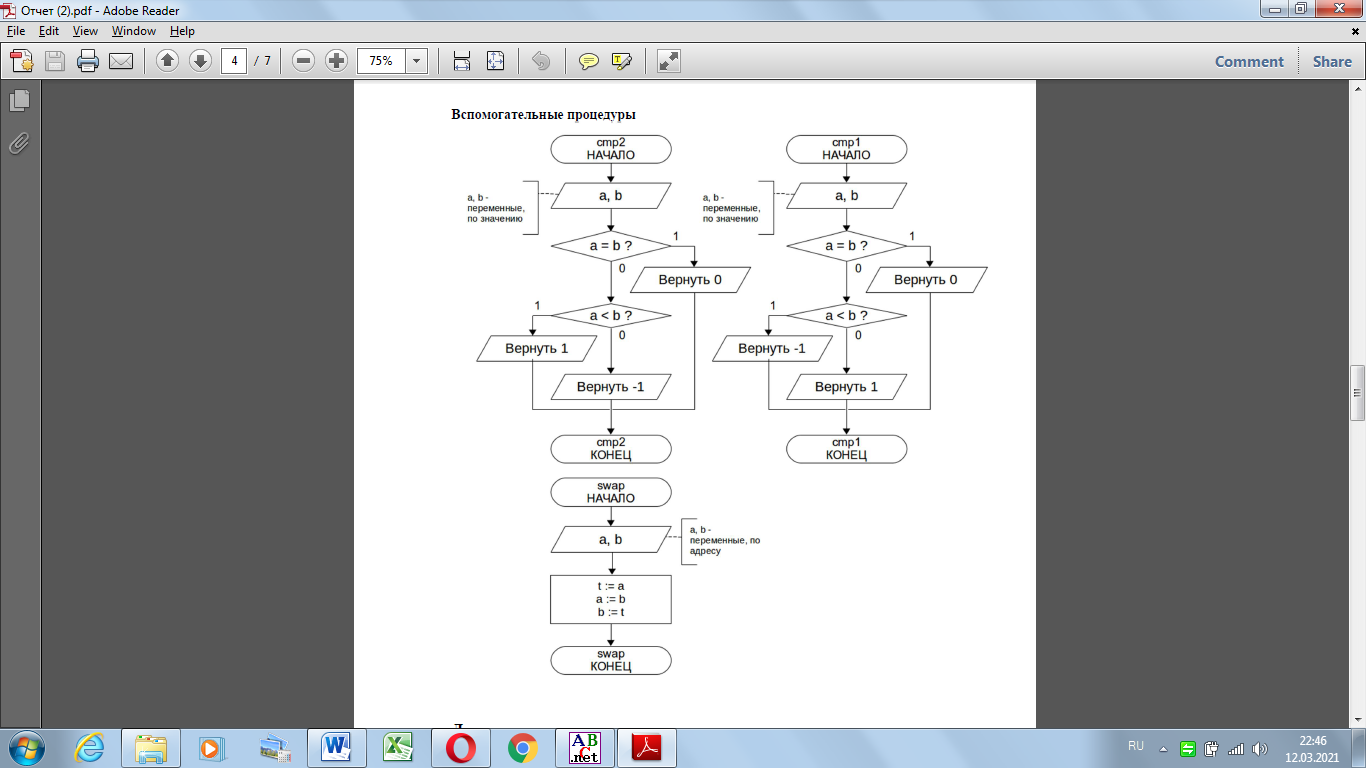 Отчет (2).pdf - Adobe Reader
File Edit View Window Help
4 / 7 75% Comment Share
Вспомогательные процедуры
cmp2
НАЧАЛО
a, b -
переменные,
по значению
a, b
a = b ?
1
0
Вернуть 0
a < b ?
1
0
Вернуть 1
Вернуть -1
cmp2
КОНЕЦ
cmp1
НАЧАЛО
a, b -
переменные,
по значению
a, b
a = b ?
1
0
Вернуть 0
a < b ?
1
0
Вернуть -1
Вернуть 1
cmp1
КОНЕЦ
swap
НАЧАЛО
a, b
a, b -
переменные, по
адресу
t := a
a := b
b := t
swap
КОНЕЦ
ABC
.net
RU
22:46
12.03.2021